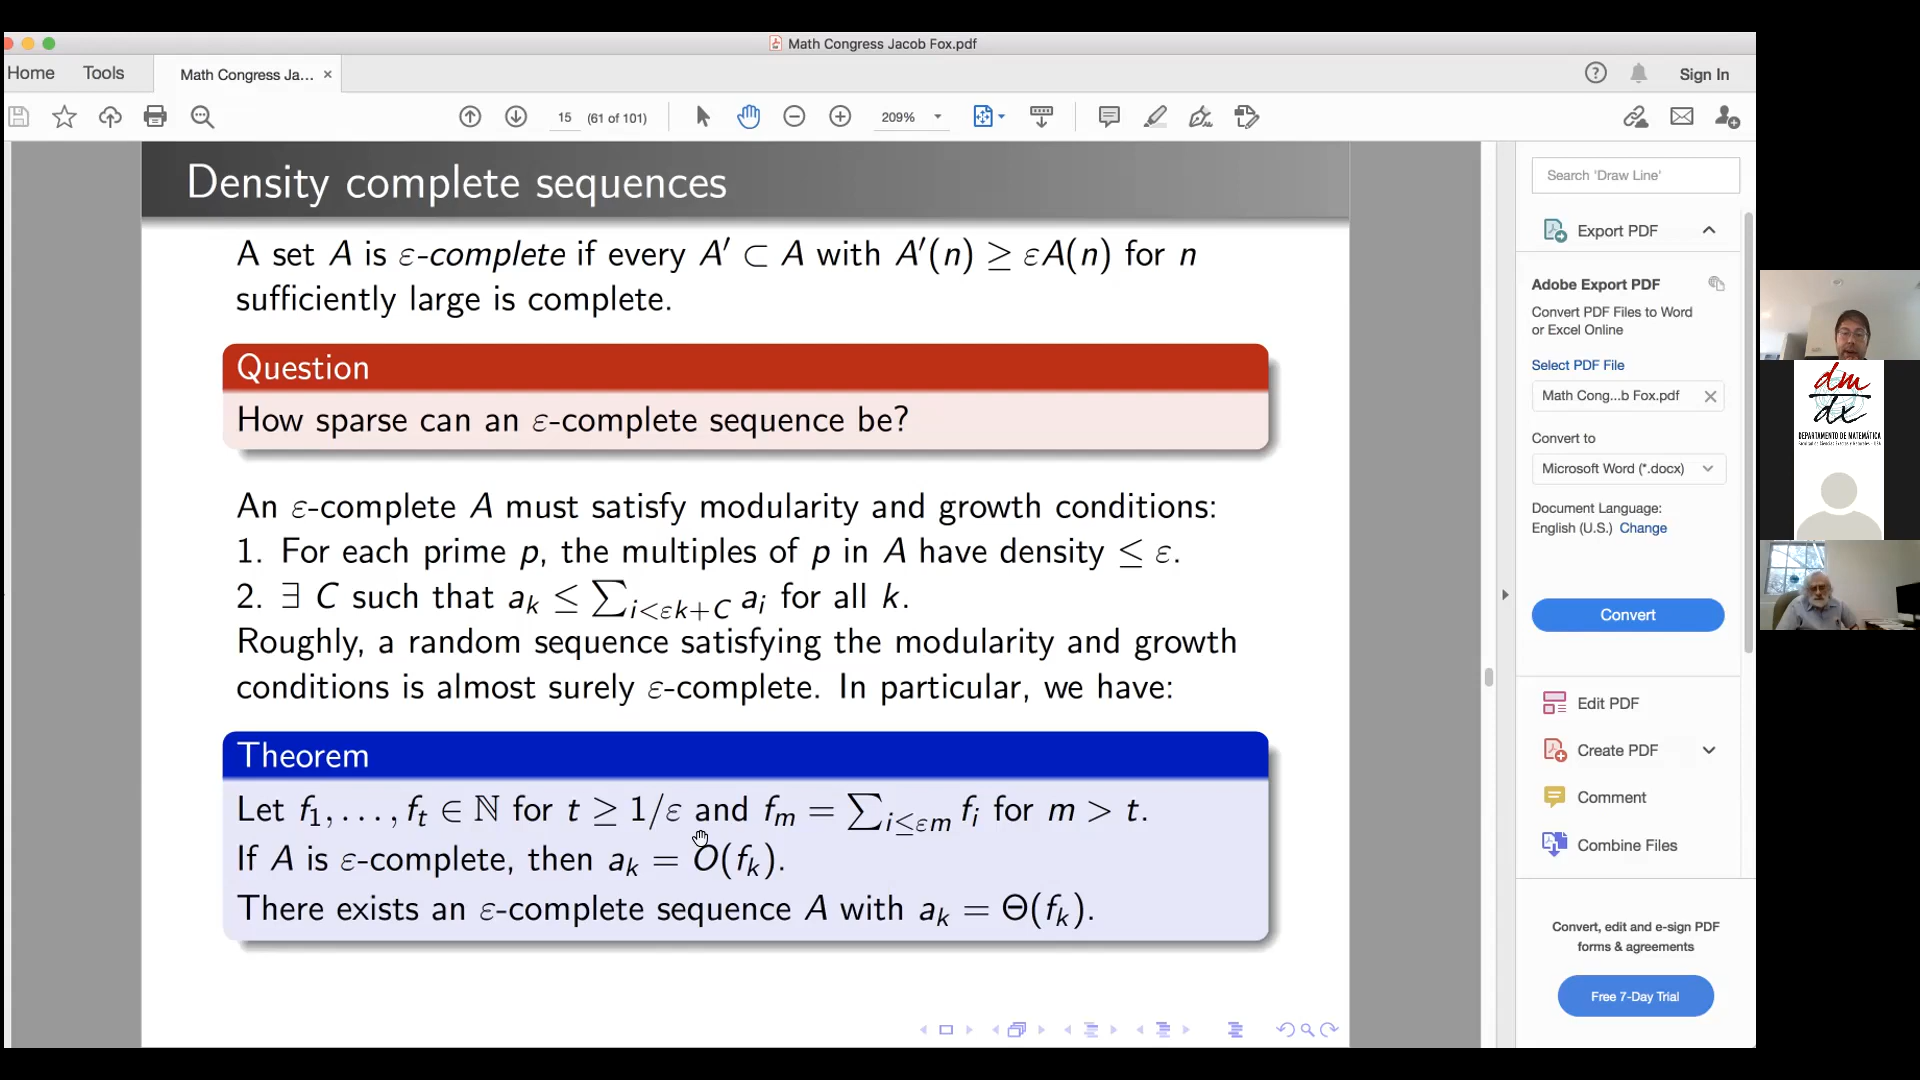 Math Congress Jacob Fox.pdf
Home
Tools
Math Congress Ja... ×
Sign In
15 (61 of 101)
209%
Density complete sequences
A set A is ε-complete if every A′ ⊂ A with A′(n) ≥ εA(n) for n
sufficiently large is complete.
Question
How sparse can an ε-complete sequence be?
An ε-complete A must satisfy modularity and growth conditions:
1. For each prime p, the multiples of p in A have density ≤ ε.
2. ∃ C such that a_k ≤ ∑_{i<εk+C} a_i for all k.
Roughly, a random sequence satisfying the modularity and growth
conditions is almost surely ε-complete. In particular, we have:
Theorem
Let f_1, . . . , f_t ∈ ℕ for t ≥ 1/ε and f_m = ∑_{i≤εm} f_i for m > t.
If A is ε-complete, then a_k = O(f_k).
There exists an ε-complete sequence A with a_k = Θ(f_k).
Search 'Draw Line'
Export PDF
Adobe Export PDF
Convert PDF Files to Word
or Excel Online
Select PDF File
Math Cong...b Fox.pdf
Convert to
Microsoft Word (*.docx)
Document Language:
English (U.S.) Change
Convert
Edit PDF
Create PDF
Comment
Combine Files
Convert, edit and e-sign PDF
forms & agreements
Free 7-Day Trial
dm
dx
DEPARTAMENTO DE MATEMÁTICA